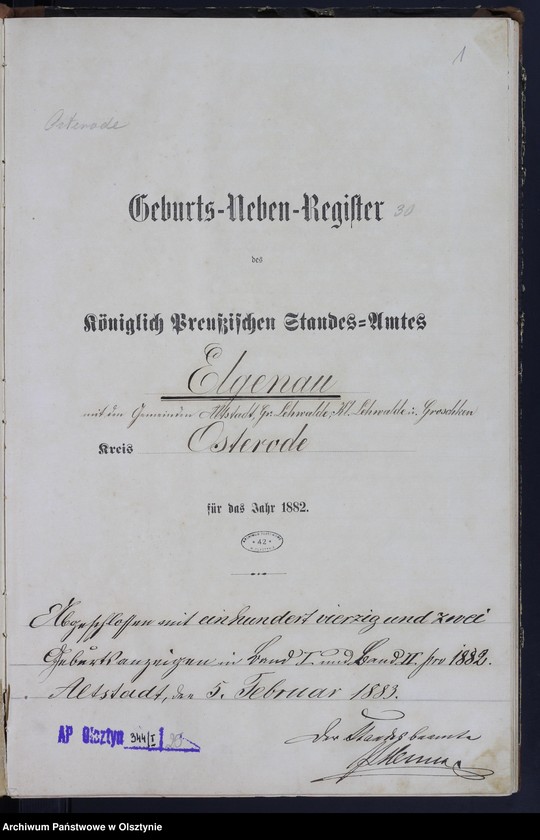 1
Osterode
Geburts-Neben-Register 30
des
Königlich Preußischen Standes-Amtes
Elgenau
mit den Gemeinden Altstadt, Gr. Lehwalde, Kl. Lehwalde u. Groschken
Kreis Osterode
für das Jahr 1882.
42
Abgeschlossen mit einhundert vierzig und zwei
Geburtsanzeigen in Band I und Band II pro 1882.
Altstadt, den 5. Februar 1883.
Der Standesbeamte
AP Olsztyn 344/I
Archiwum Państwowe w Olsztynie